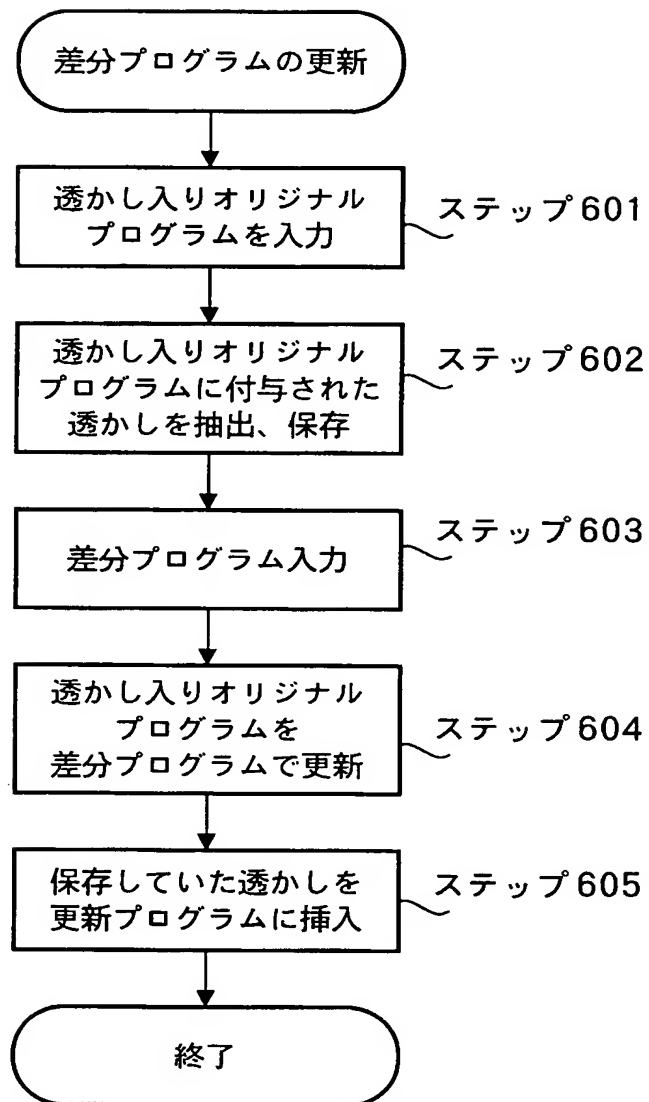 差分プログラムの更新
透かし入りオリジナル
プログラムを入力
ステップ601
透かし入りオリジナル
プログラムに付与された
透かしを抽出、保存
ステップ602
差分プログラム入力
ステップ603
透かし入りオリジナル
プログラムを
差分プログラムで更新
ステップ604
保存していた透かしを
更新プログラムに挿入
ステップ605
終了